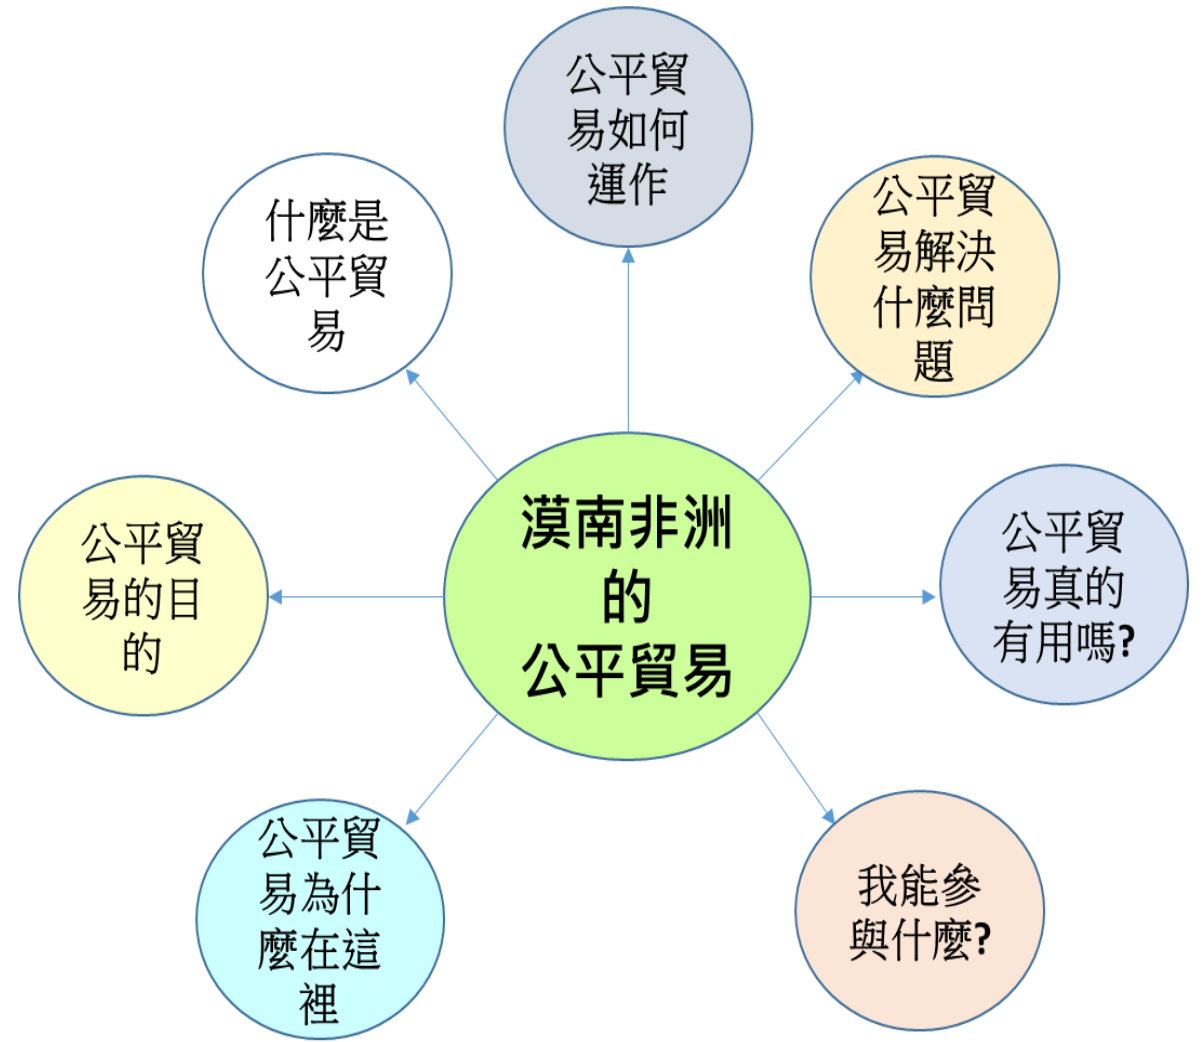 公平貿
易如何
運作
什麼是
公平貿
易
公平貿
易解決
什麼問
題
漠南非洲
的
公平貿易
公平貿
易的目
的
公平貿
易真的
有用嗎?
公平貿
易為什
麼在這
裡
我能參
與什麼?